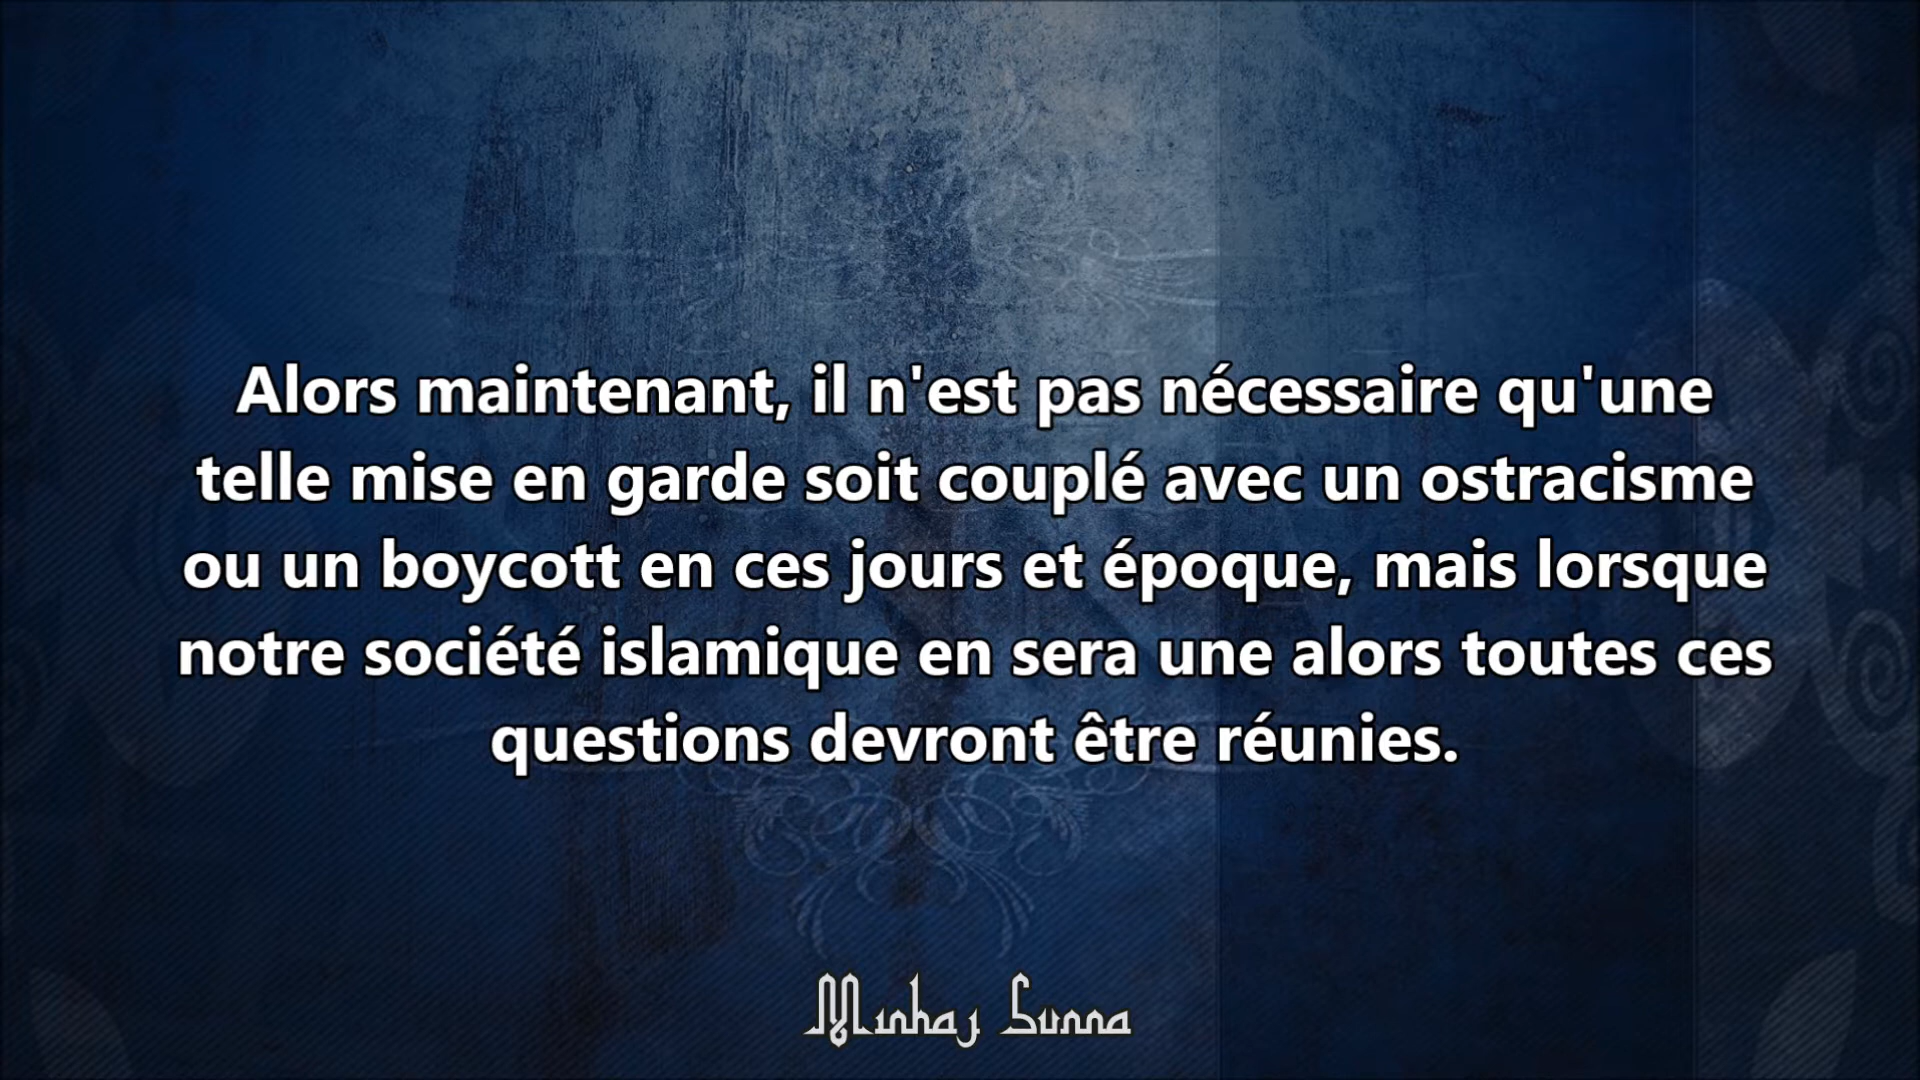 Alors maintenant, il n'est pas nécessaire qu'une
telle mise en garde soit couplé avec un ostracisme
ou un boycott en ces jours et époque, mais lorsque
notre société islamique en sera une alors toutes ces
questions devront être réunies.
Minhaj Sunna